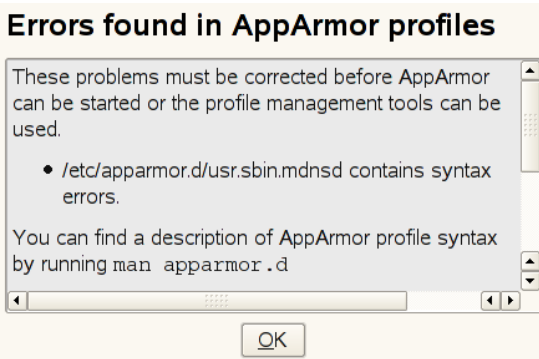 Errors found in AppArmor profiles
These problems must be corrected before AppArmor
can be started or the profile management tools can be
used.
• /etc/apparmor.d/usr.sbin.mdnsd contains syntax
errors.
You can find a description of AppArmor profile syntax
by running man apparmor.d
OK